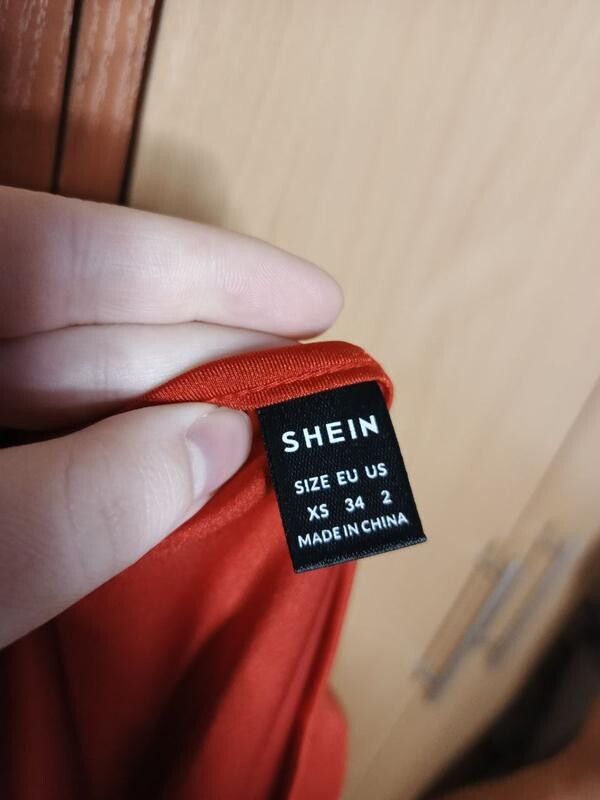 SHEIN
SIZE EU US
XS 34 2
MADE IN CHINA